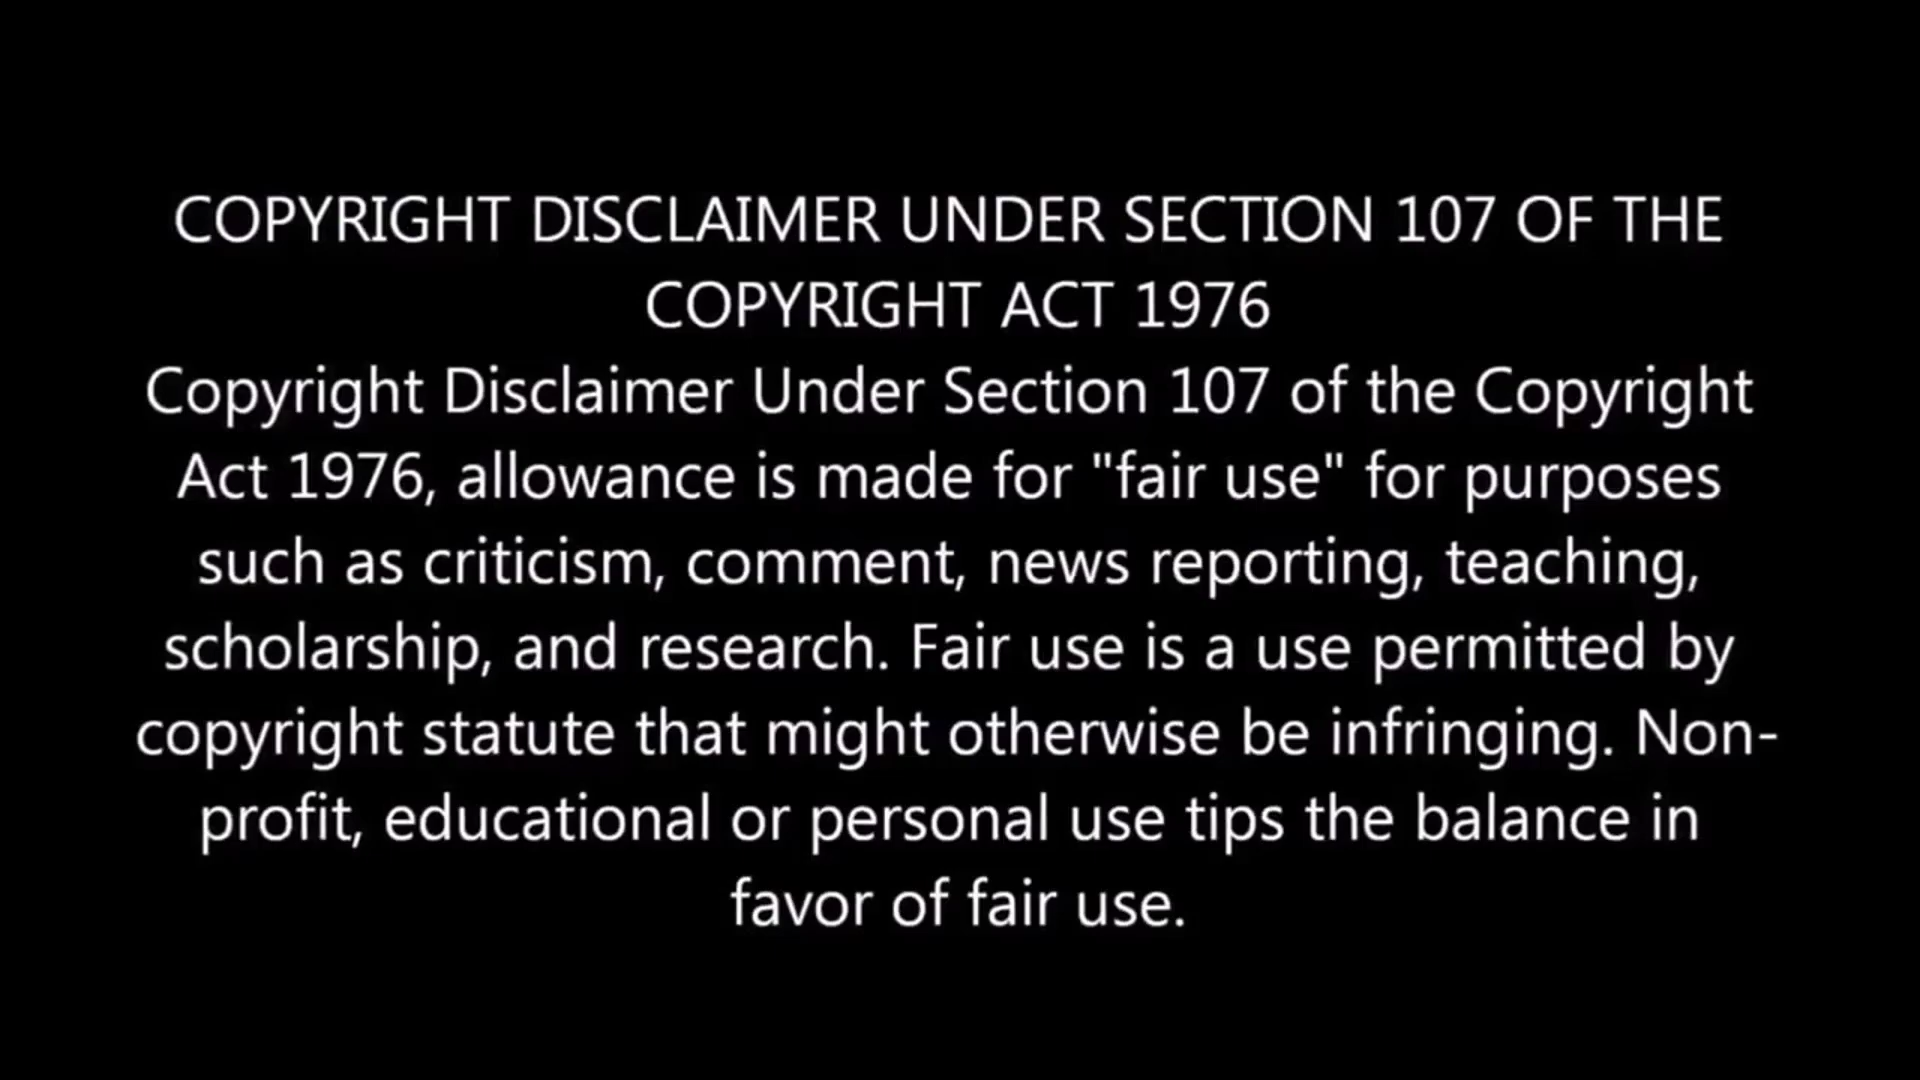 COPYRIGHT DISCLAIMER UNDER SECTION 107 OF THE
COPYRIGHT ACT 1976
Copyright Disclaimer Under Section 107 of the Copyright
Act 1976, allowance is made for "fair use" for purposes
such as criticism, comment, news reporting, teaching,
scholarship, and research. Fair use is a use permitted by
copyright statute that might otherwise be infringing. Non-
profit, educational or personal use tips the balance in
favor of fair use.